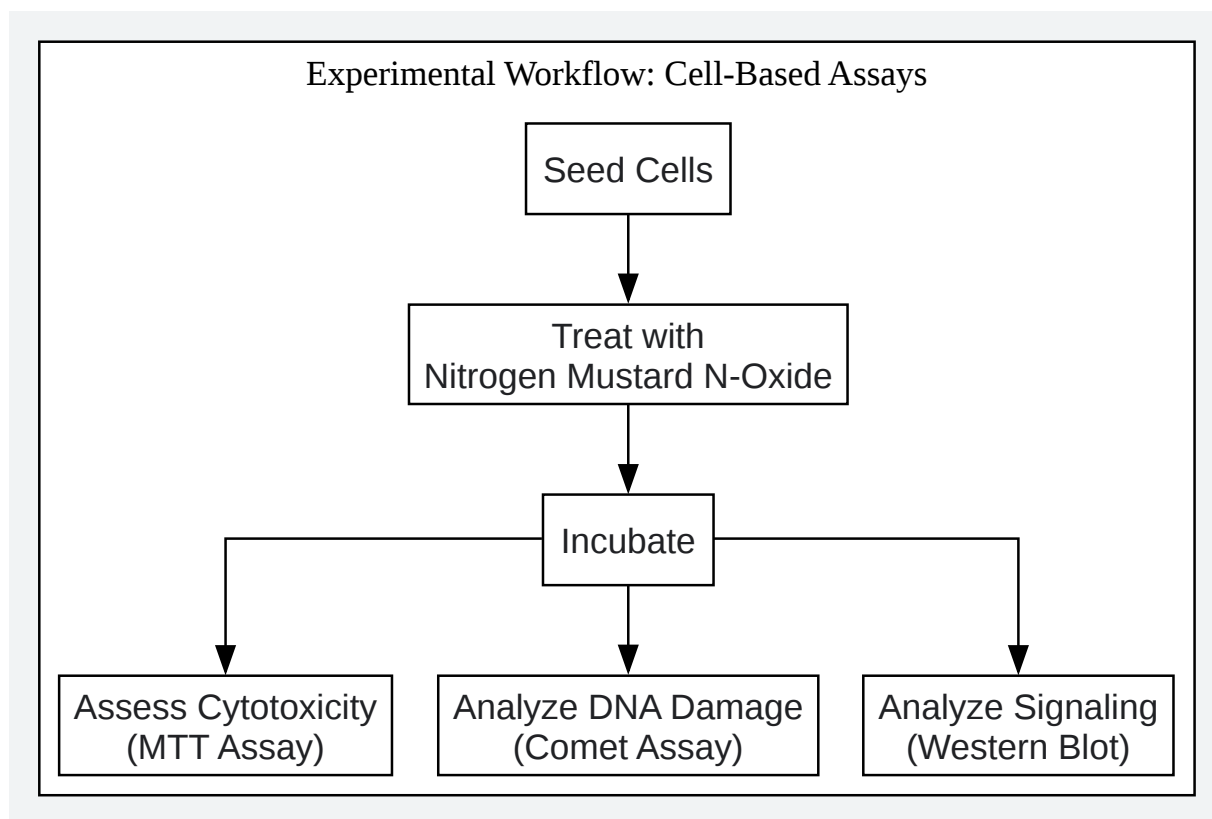 Experimental Workflow: Cell-Based Assays
Seed Cells
Treat with
Nitrogen Mustard N-Oxide
Incubate
Assess Cytotoxicity
(MTT Assay)
Analyze DNA Damage
(Comet Assay)
Analyze Signaling
(Western Blot)